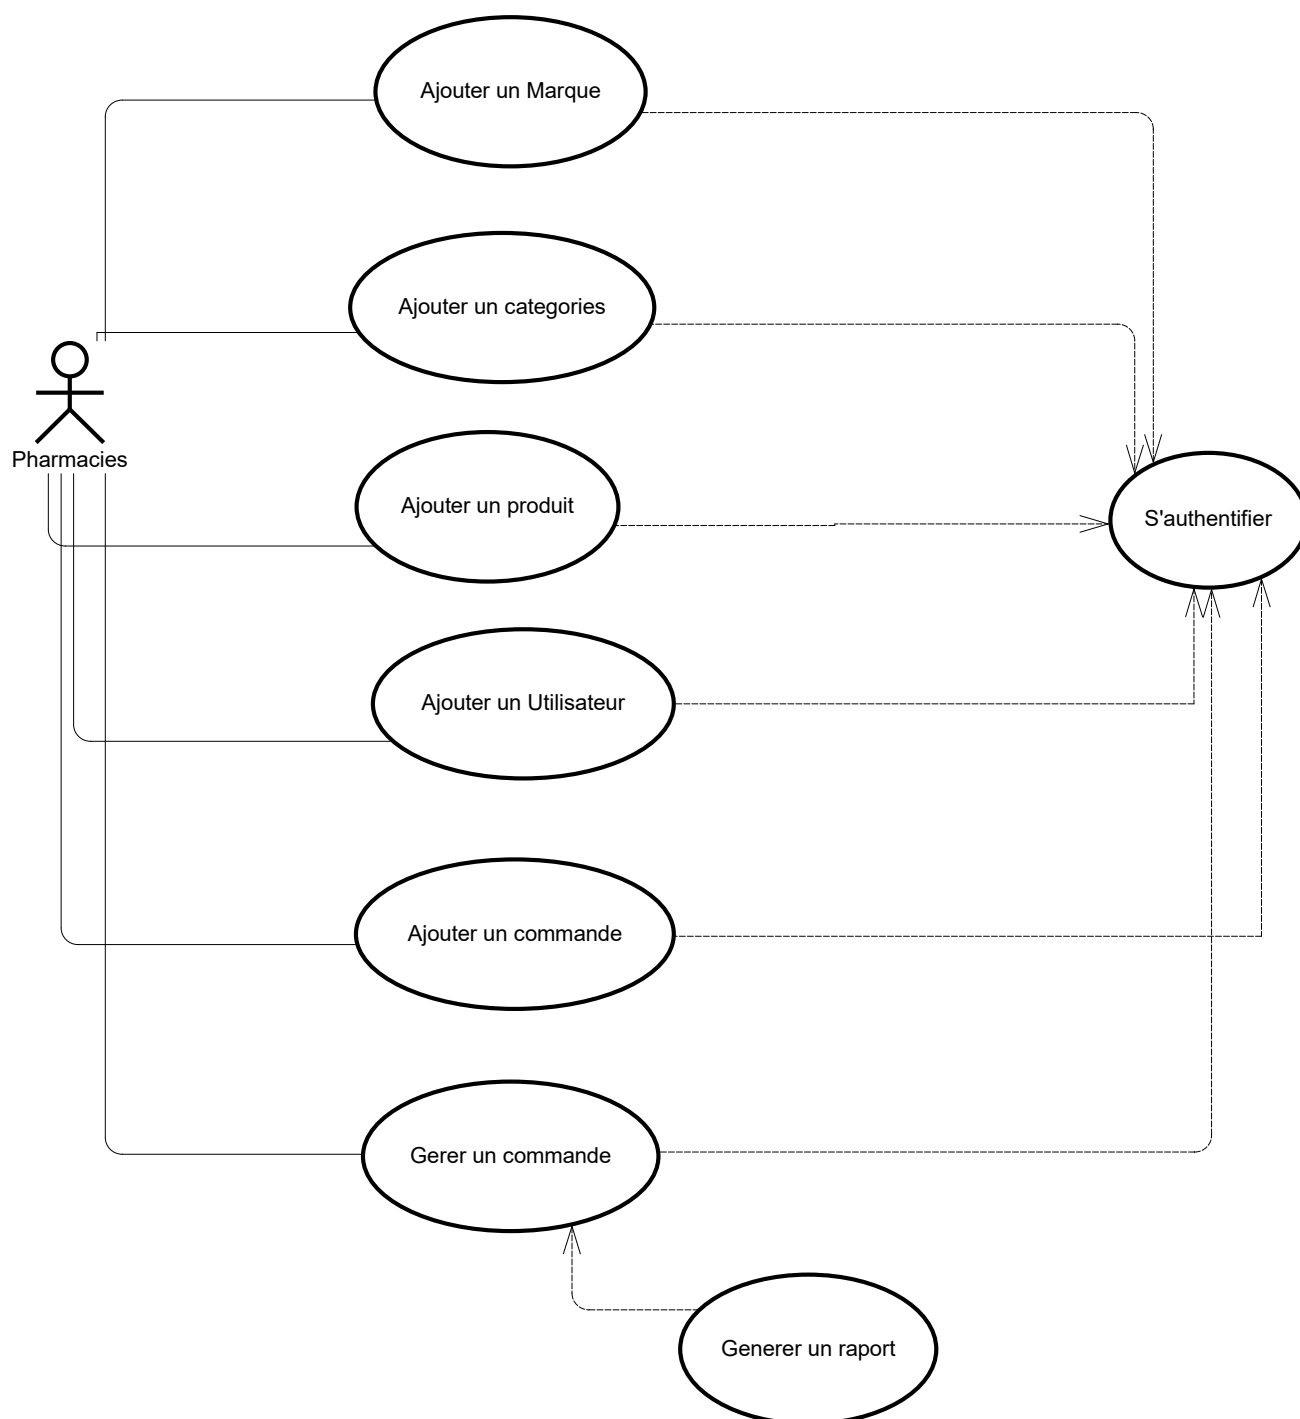 Ajouter un Marque
Ajouter un categories
Pharmacies
Ajouter un produit
S'authentifier
Ajouter un Utilisateur
Ajouter un commande
Gerer un commande
Genérer un raport